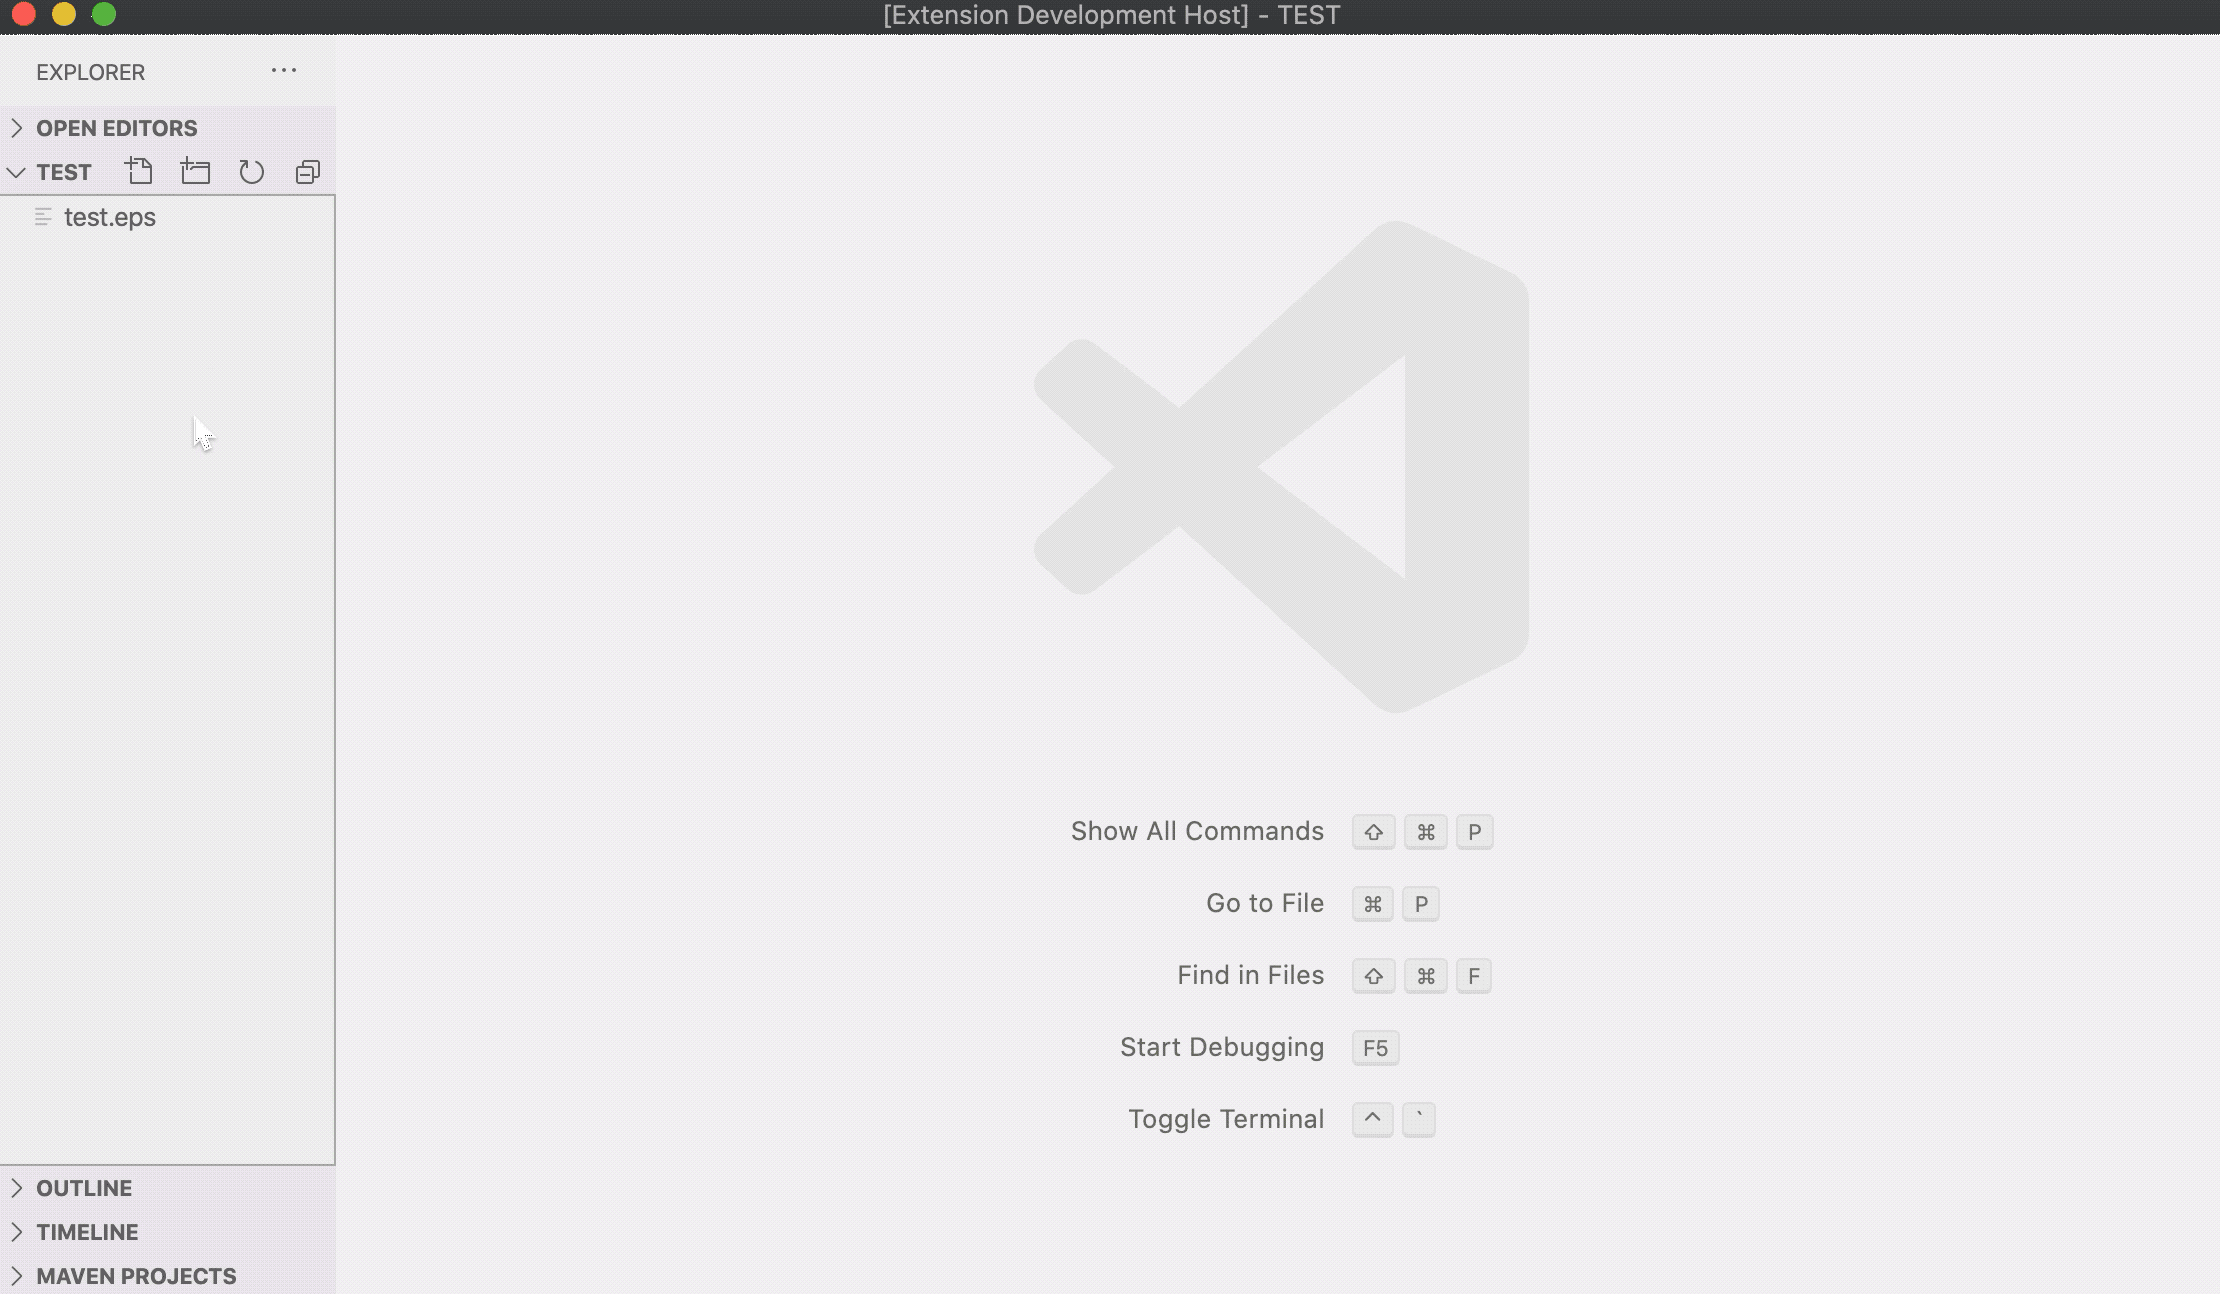 [Extension Development Host] - TEST
EXPLORER
OPEN EDITORS
TEST
test.eps
Show All Commands ⇧ ⌘ P
Go to File ⌘ P
Find in Files ⇧ ⌘ F
Start Debugging F5
Toggle Terminal ^ `
OUTLINE
TIMELINE
MAVEN PROJECTS